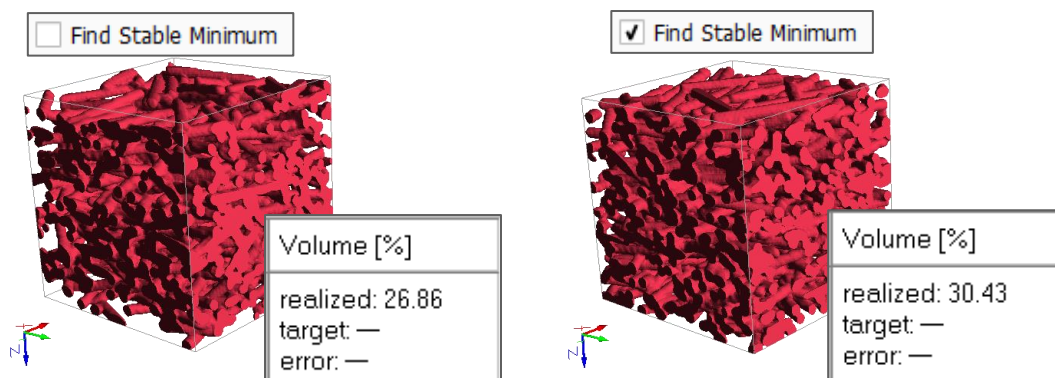 Find Stable Minimum
Find Stable Minimum
Volume [%]
realized: 26.86
target: —
error: —
Volume [%]
realized: 30.43
target: —
error: —
Z
Z